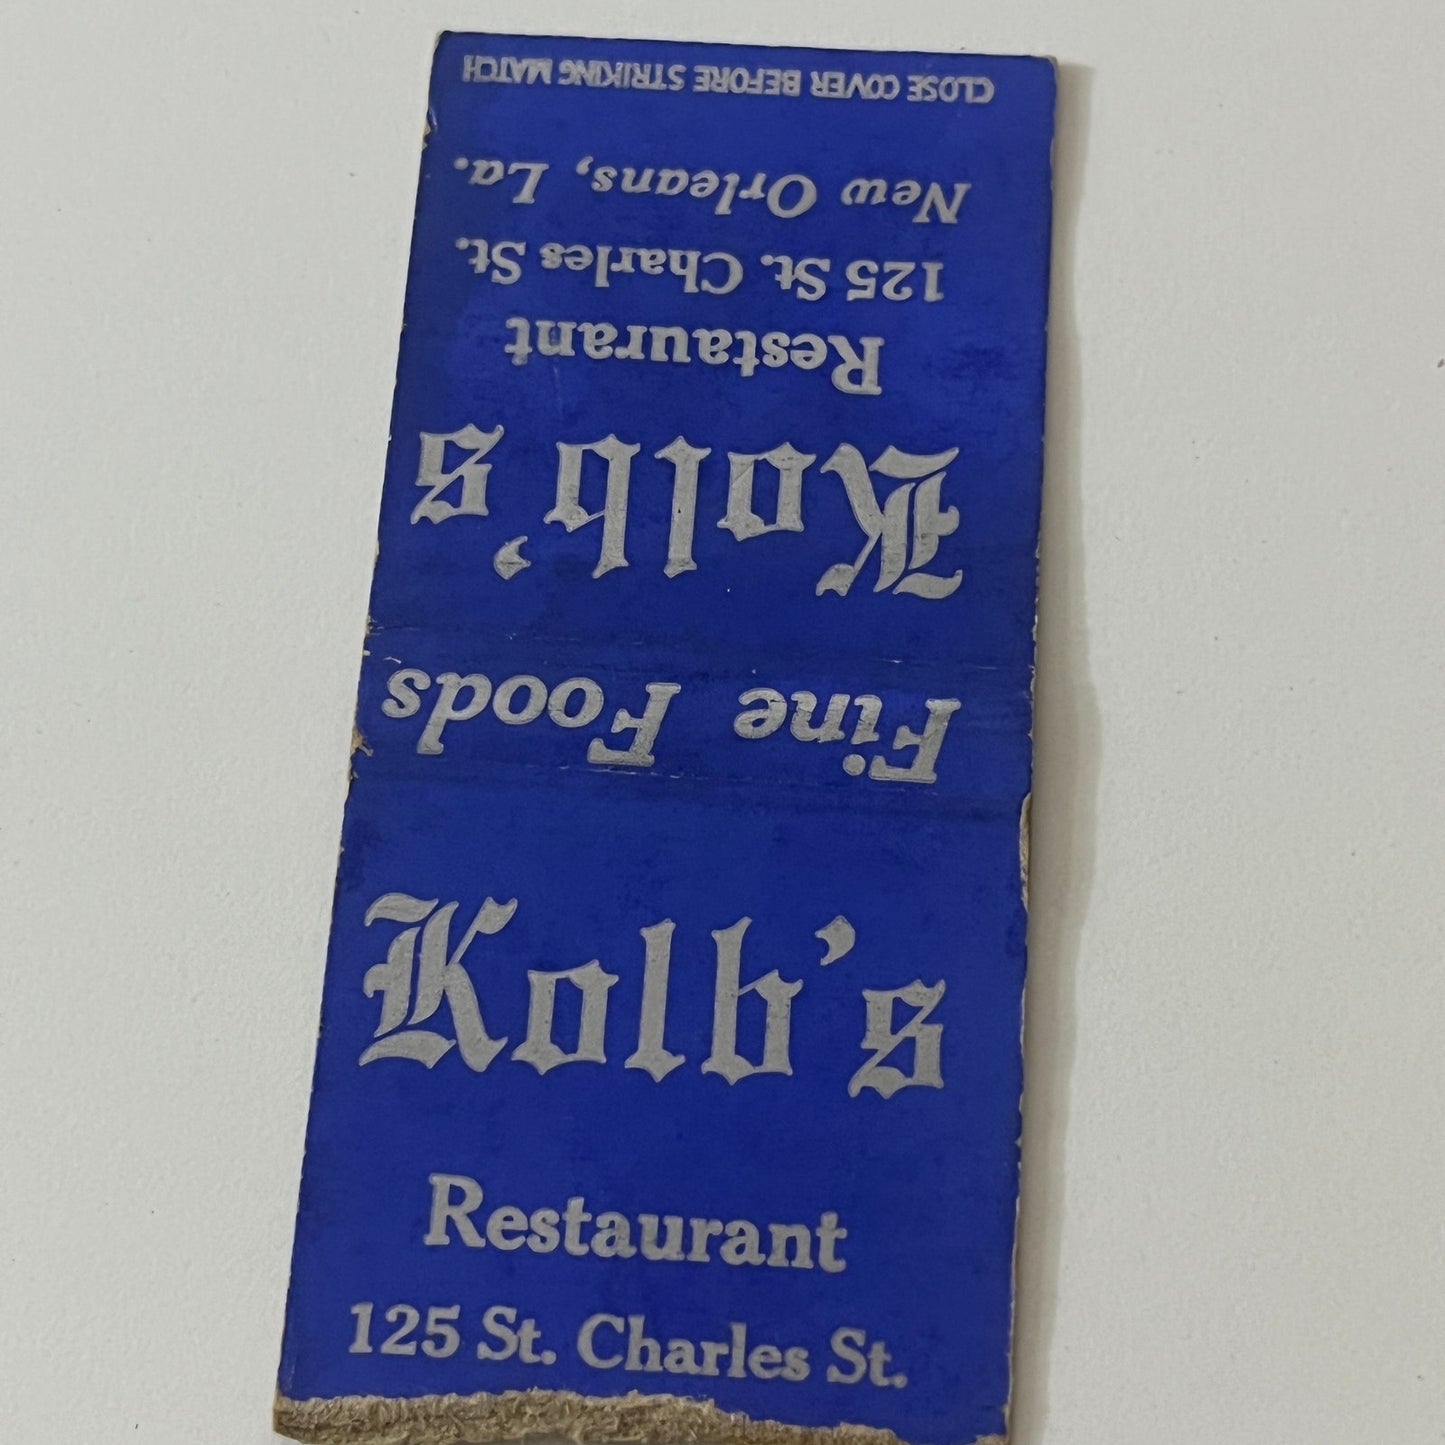 CLOSE COVER BEFORE STRIKING MATCH
New Orleans, La.
125 St. Charles St.
Restaurant
Kolb's
Fine Foods
Kolb's
Restaurant
125 St. Charles St.